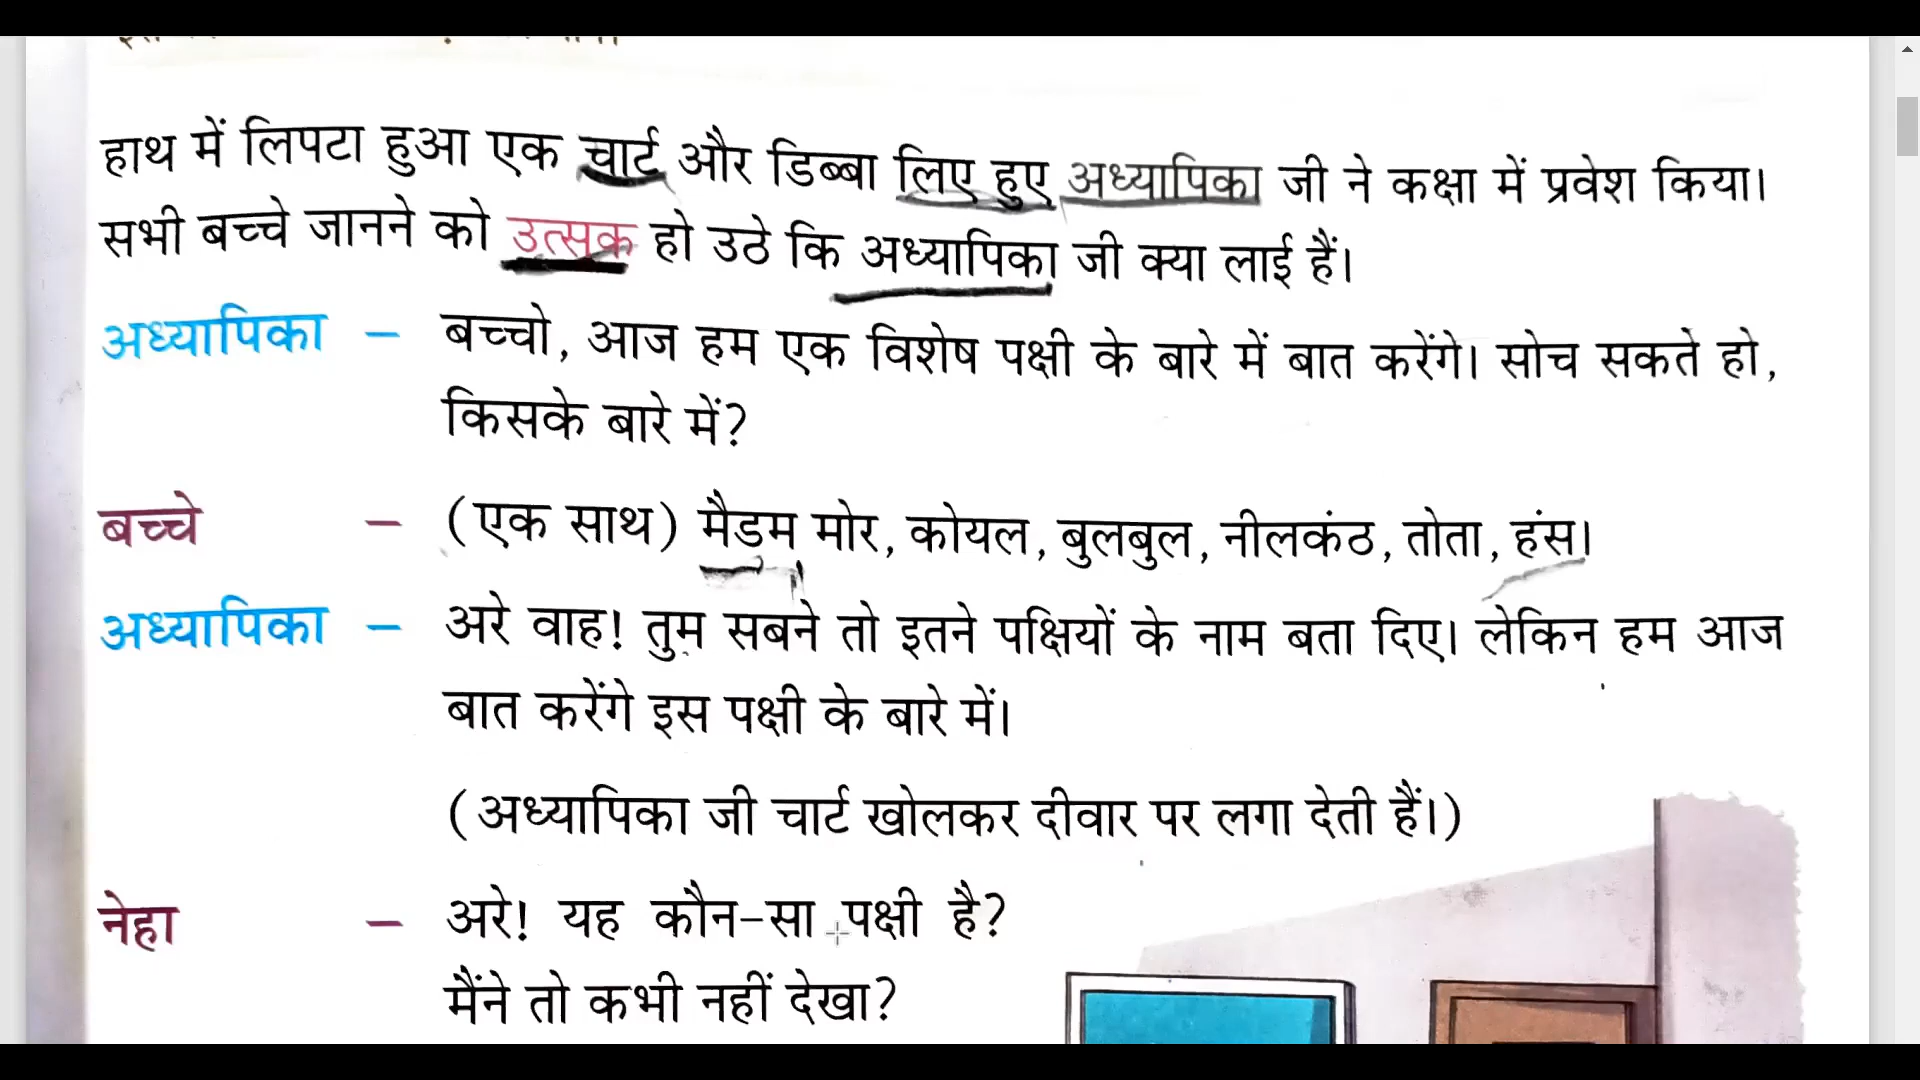 हाथ में लिपटा हुआ एक चार्ट और डिब्बा लिए हुए अध्यापिका जी ने कक्षा में प्रवेश किया।
सभी बच्चे जानने को उत्सुक हो उठे कि अध्यापिका जी क्या लाई हैं।
अध्यापिका – बच्चो, आज हम एक विशेष पक्षी के बारे में बात करेंगे। सोच सकते हो,
किसके बारे में?
बच्चे – (एक साथ) मैडम मोर, कोयल, बुलबुल, नीलकंठ, तोता, हंस।
अध्यापिका – अरे वाह! तुम सबने तो इतने पक्षियों के नाम बता दिए। लेकिन हम आज
बात करेंगे इस पक्षी के बारे में।
(अध्यापिका जी चार्ट खोलकर दीवार पर लगा देती हैं।)
नेहा – अरे! यह कौन-सा पक्षी है?
मैंने तो कभी नहीं देखा?